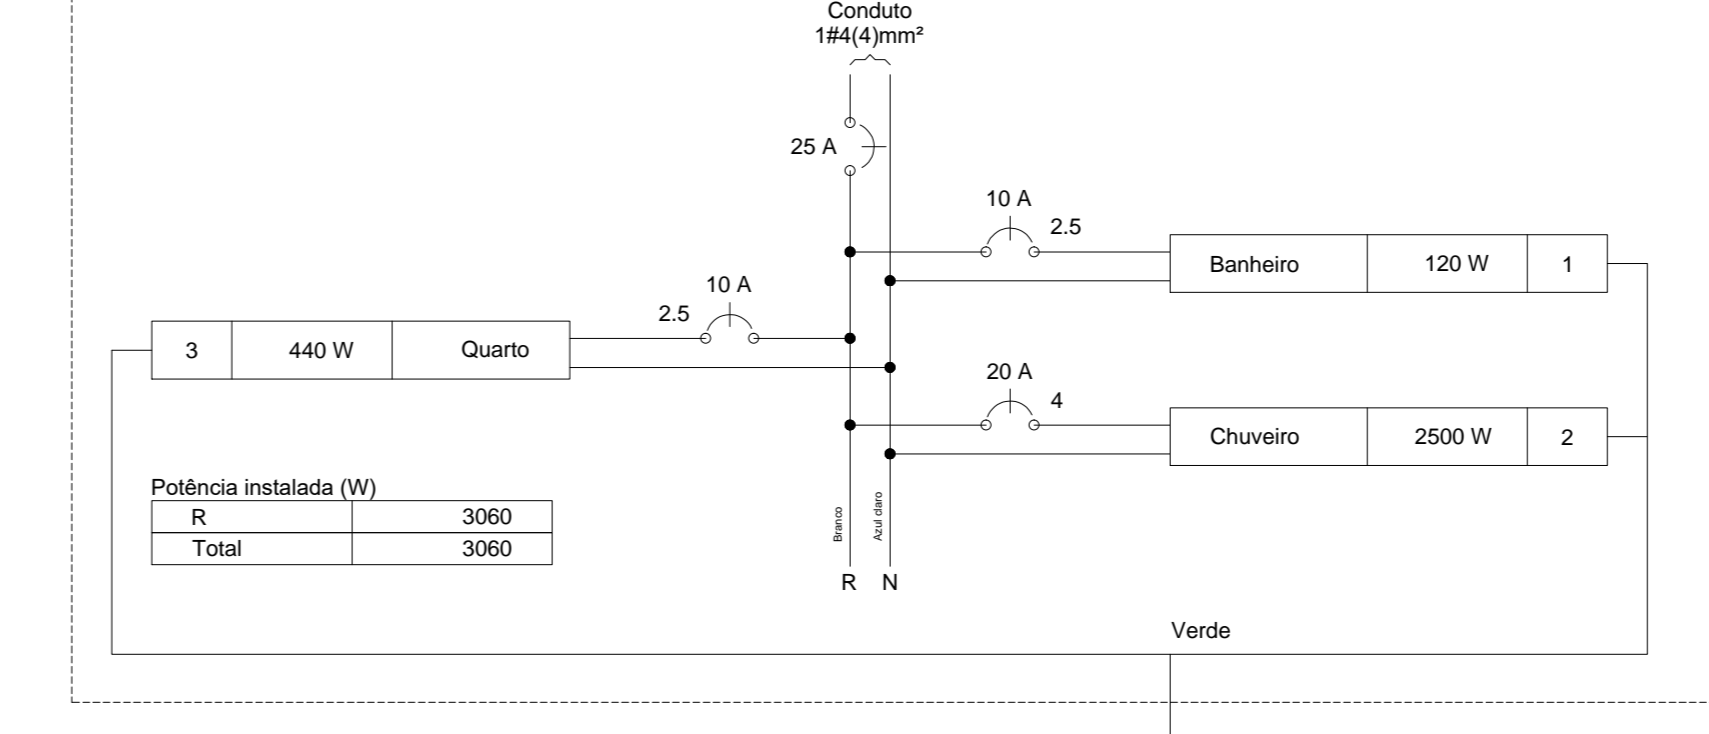 Conduto
1#4(4)mm²
25 A
10 A
2.5
Banheiro 120 W 1
10 A
2.5
3 440 W Quarto
20 A
4
Chuveiro 2500 W 2
Potência instalada (W)
R 3060
Total 3060
Branco
Azul claro
R N
Verde